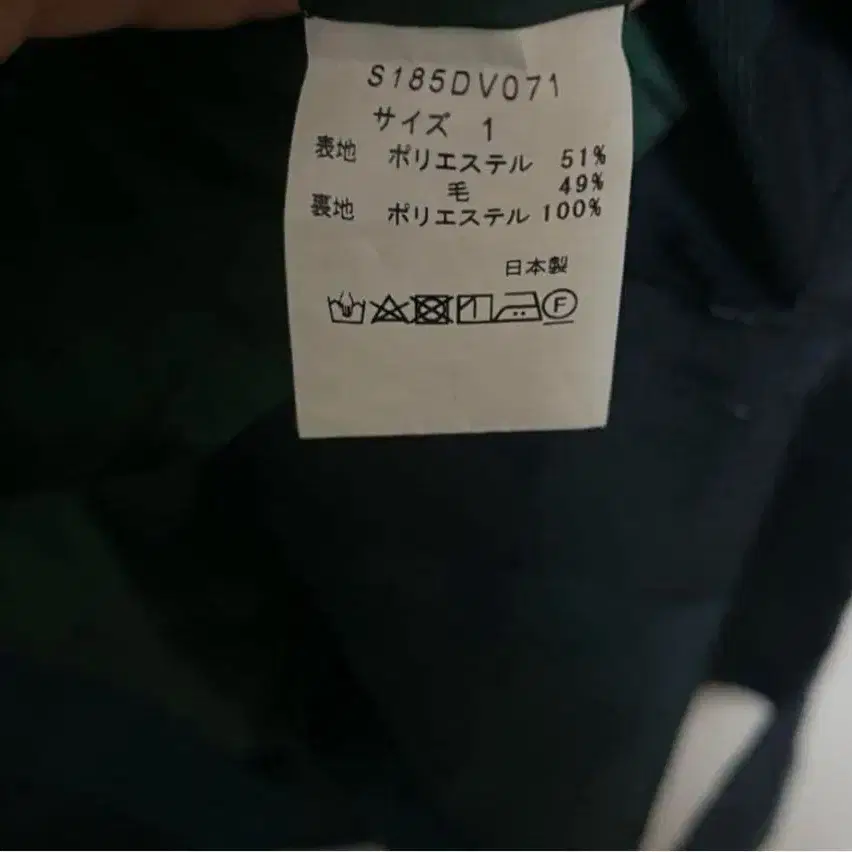 S185DV071
サイズ 1
表地 ポリエステル 51%
毛 49%
裏地 ポリエステル 100%
日本製
F